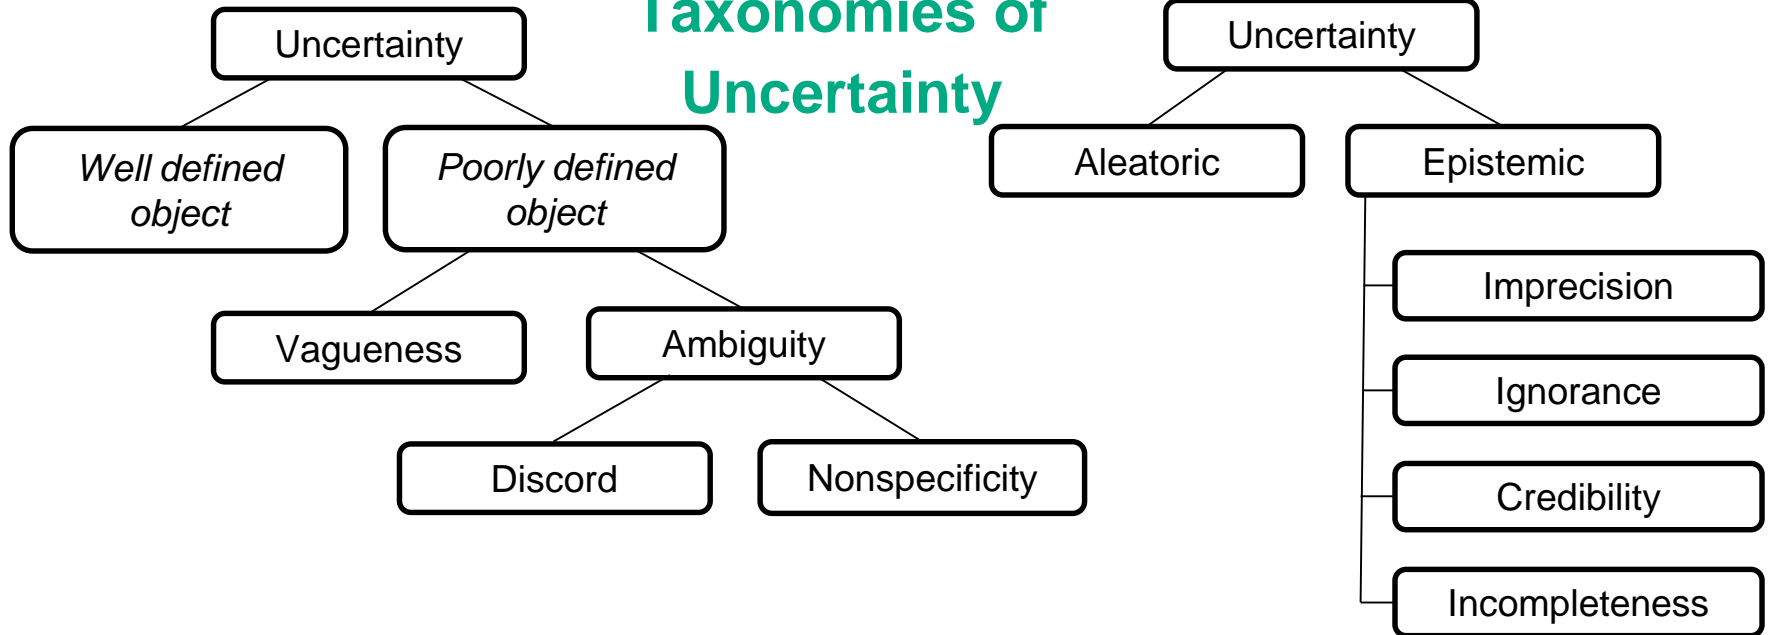 Taxonomies of
Uncertainty
Uncertainty
Well defined
object
Poorly defined
object
Vagueness
Ambiguity
Discord
Nonspecificity
Uncertainty
Aleatoric
Epistemic
Imprecision
Ignorance
Credibility
Incompleteness